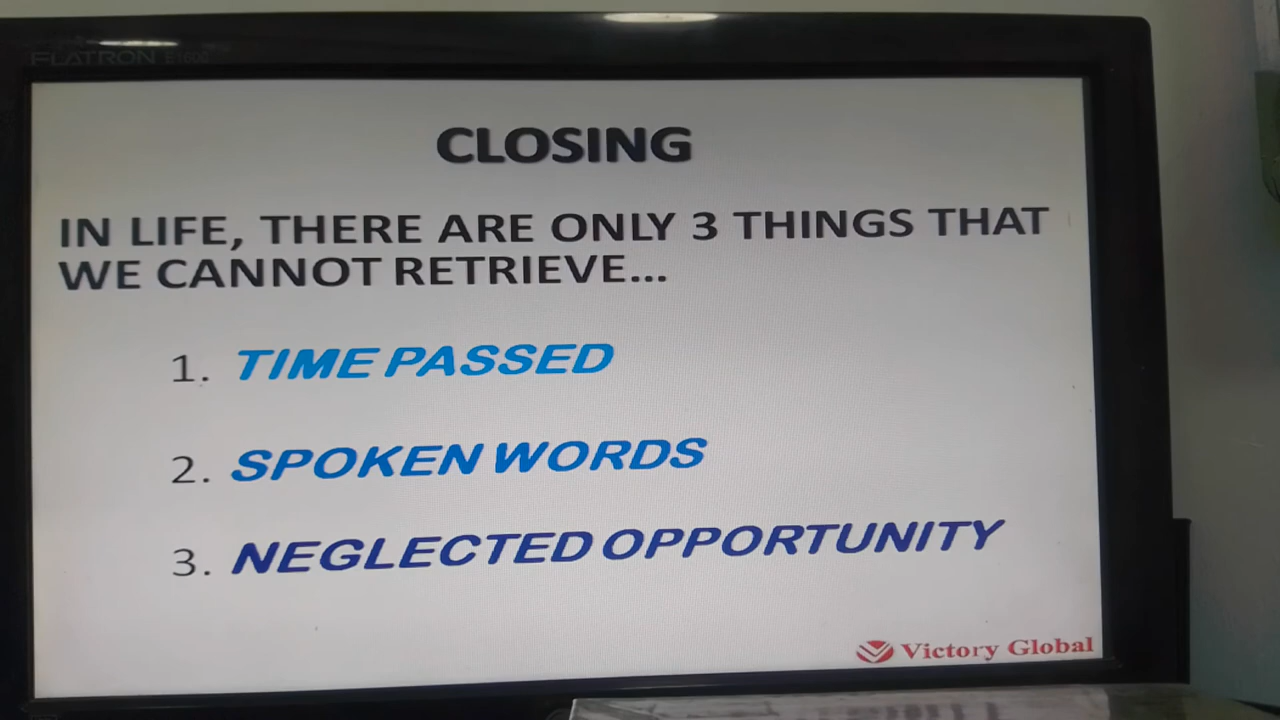 FLATRON
CLOSING
IN LIFE, THERE ARE ONLY 3 THINGS THAT
WE CANNOT RETRIEVE...
1. TIME PASSED
2. SPOKEN WORDS
3. NEGLECTED OPPORTUNITY
Victory Global